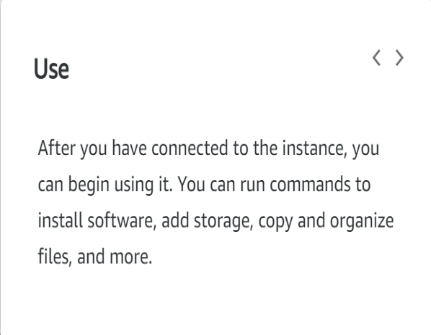 Use
After you have connected to the instance, you
can begin using it. You can run commands to
install software, add storage, copy and organize
files, and more.